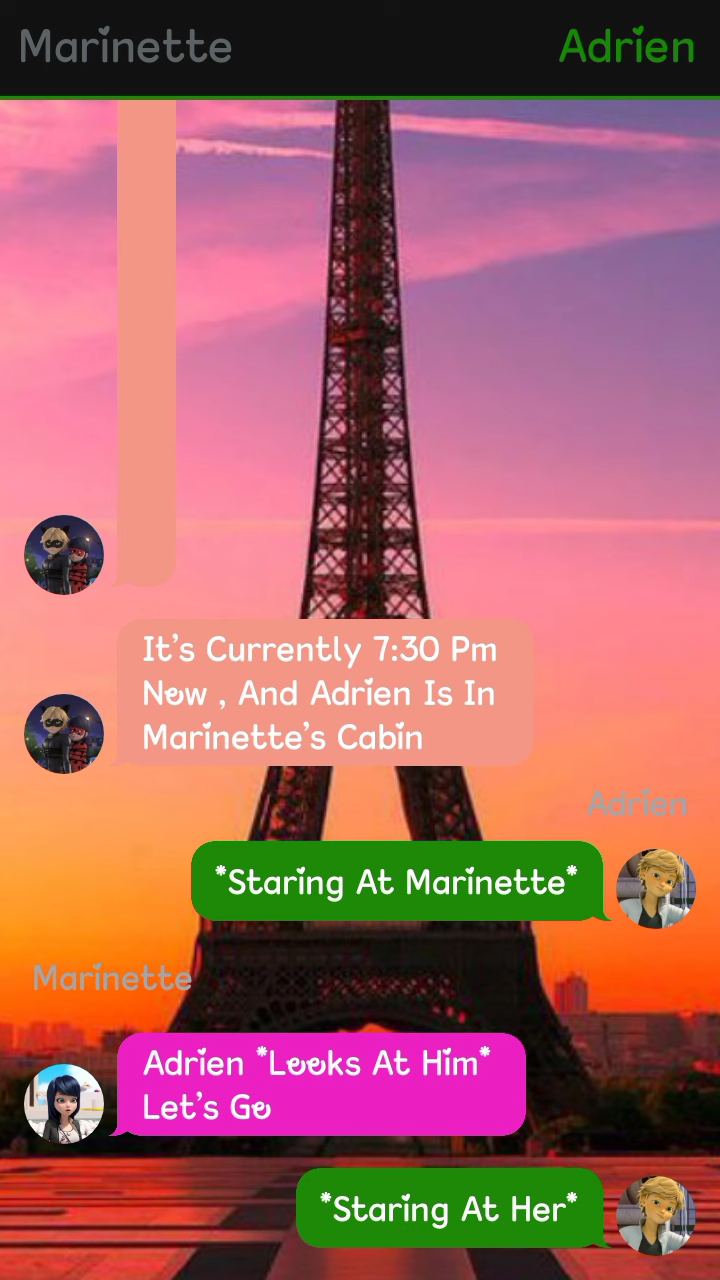 Marinette
Adrien
It's Currently 7:30 Pm
Now , And Adrien Is In
Marinette's Cabin
Adrien
*Staring At Marinette*
Marinette
Adrien *Looks At Him*
Let's Go
*Staring At Her*